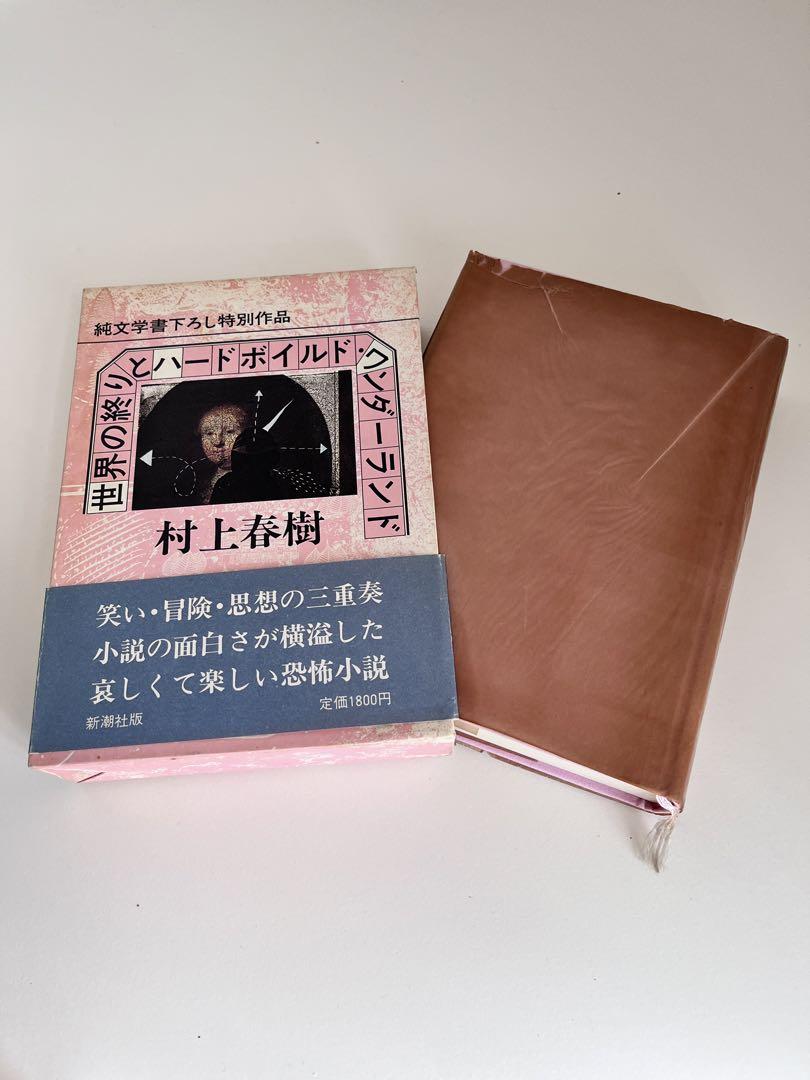 純文学書下ろし特別作品
世界の終りとハードボイルド・ワンダーランド
村上春樹
笑い・冒険・思想の三重奏
小説の面白さが横溢した
哀しくて楽しい恐怖小説
新潮社版
定価1800円